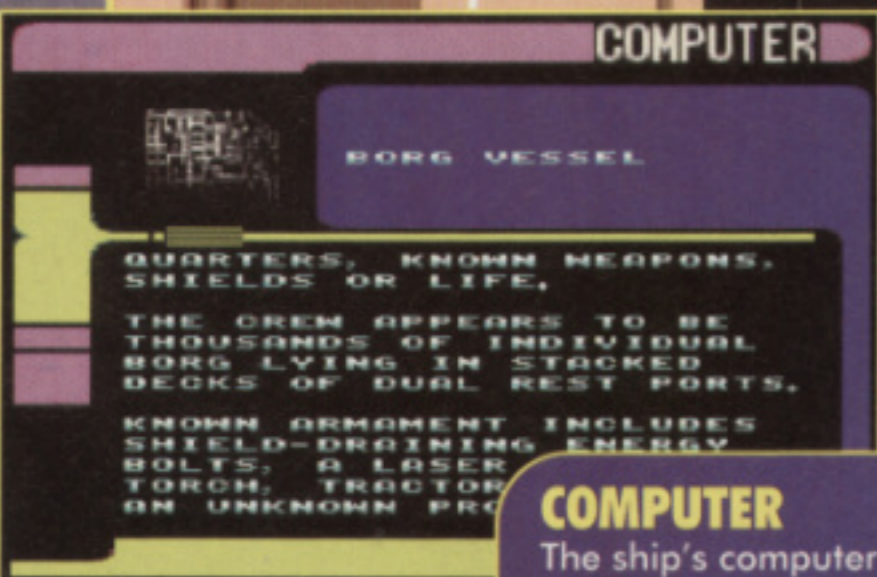 COMPUTER
BORG VESSEL
QUARTERS, KNOWN WEAPONS,
SHIELDS OR LIFE.
THE CREW APPEARS TO BE
THOUSANDS OF INDIVIDUAL
BORG LYING IN STACKED
DECKS OF DUAL REST PORTS.
KNOWN ARMAMENT INCLUDES
SHIELD-DRAINING ENERGY
BOLTS, A LASER
TORCH, TRACTOR
AN UNKNOWN PRO
COMPUTER
The ship's computer